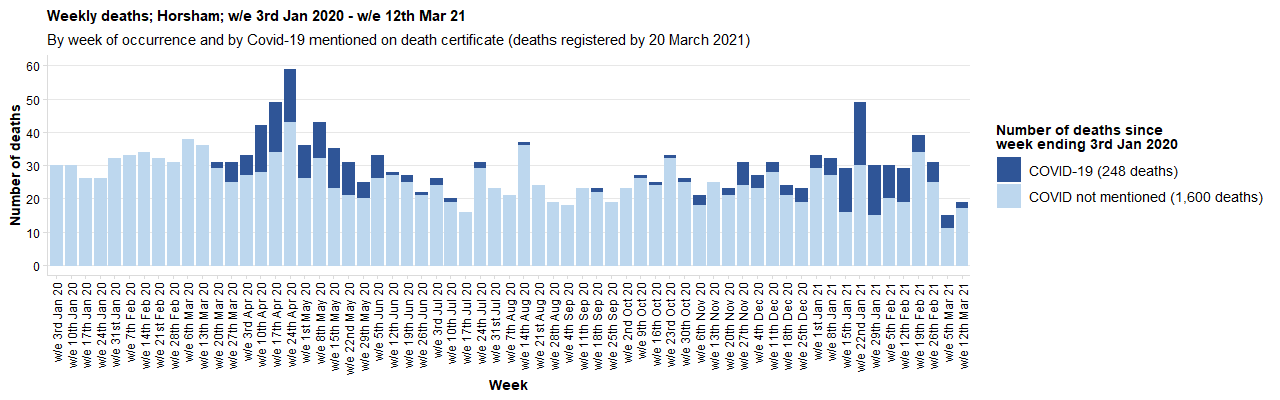 Weekly deaths; Horsham; w/e 3rd Jan 2020 - w/e 12th Mar 21
By week of occurrence and by Covid-19 mentioned on death certificate (deaths registered by 20 March 2021)
Number of deaths
60
50
40
30
20
10
0
w/e 3rd Jan 20
w/e 10th Jan 20
w/e 17th Jan 20
w/e 24th Jan 20
w/e 31st Jan 20
w/e 7th Feb 20
w/e 14th Feb 20
w/e 21st Feb 20
w/e 28th Feb 20
w/e 6th Mar 20
w/e 13th Mar 20
w/e 20th Mar 20
w/e 27th Mar 20
w/e 3rd Apr 20
w/e 10th Apr 20
w/e 17th Apr 20
w/e 24th Apr 20
w/e 1st May 20
w/e 8th May 20
w/e 15th May 20
w/e 22nd May 20
w/e 29th May 20
w/e 5th Jun 20
w/e 12th Jun 20
w/e 19th Jun 20
w/e 26th Jun 20
w/e 3rd Jul 20
w/e 10th Jul 20
w/e 17th Jul 20
w/e 24th Jul 20
w/e 31st Jul 20
w/e 7th Aug 20
w/e 14th Aug 20
w/e 21st Aug 20
w/e 28th Aug 20
w/e 4th Sep 20
w/e 11th Sep 20
w/e 18th Sep 20
w/e 25th Sep 20
w/e 2nd Oct 20
w/e 9th Oct 20
w/e 16th Oct 20
w/e 23rd Oct 20
w/e 30th Oct 20
w/e 6th Nov 20
w/e 13th Nov 20
w/e 20th Nov 20
w/e 27th Nov 20
w/e 4th Dec 20
w/e 11th Dec 20
w/e 18th Dec 20
w/e 25th Dec 20
w/e 1st Jan 21
w/e 8th Jan 21
w/e 15th Jan 21
w/e 22nd Jan 21
w/e 29th Jan 21
w/e 5th Feb 21
w/e 12th Feb 21
w/e 19th Feb 21
w/e 26th Feb 21
w/e 5th Mar 21
w/e 12th Mar 21
Week
Number of deaths since
week ending 3rd Jan 2020
COVID-19 (248 deaths)
COVID not mentioned (1,600 deaths)